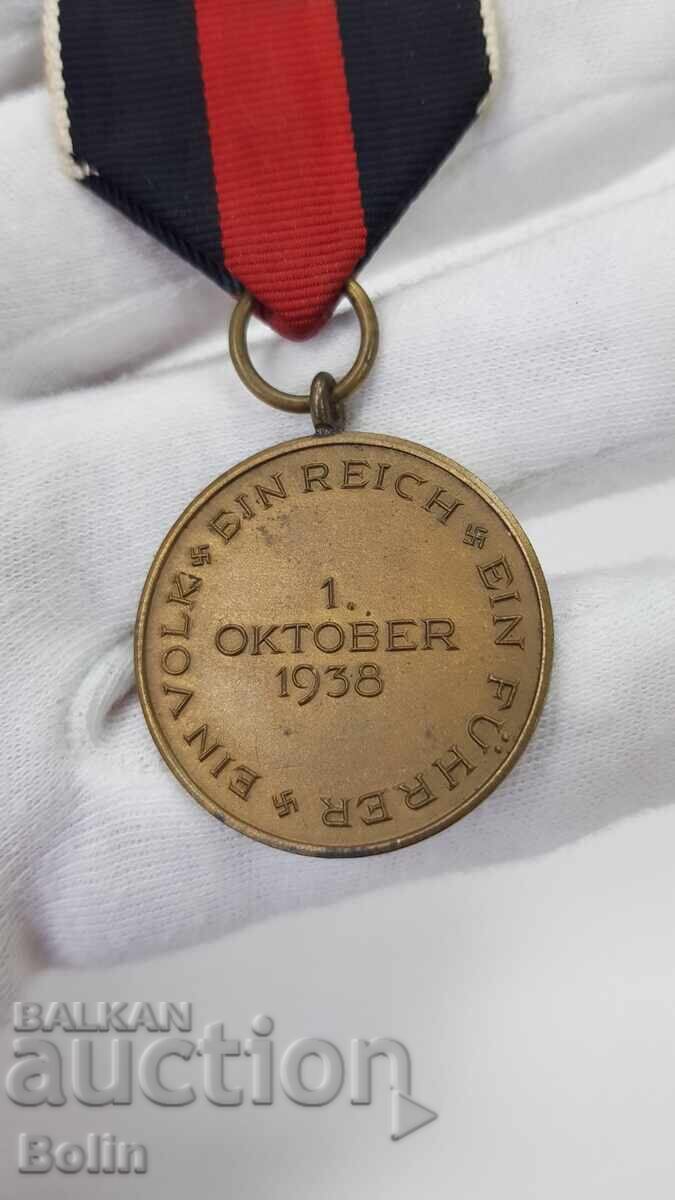 EIN VOLK EIN REICH EIN FÜHRER
1.
OKTOBER
1938
BALKAN
auction
Bolin